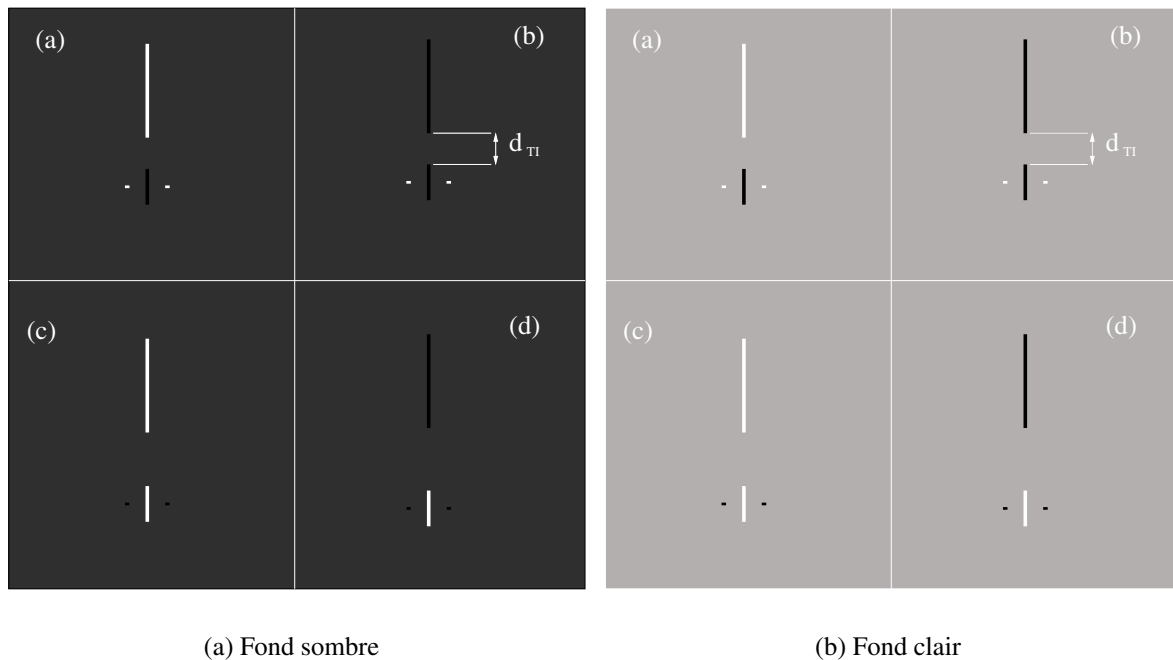 (a)
(b)
d TI
(c)
(d)
(a)
(b)
d TI
(c)
(d)
(a) Fond sombre
(b) Fond clair